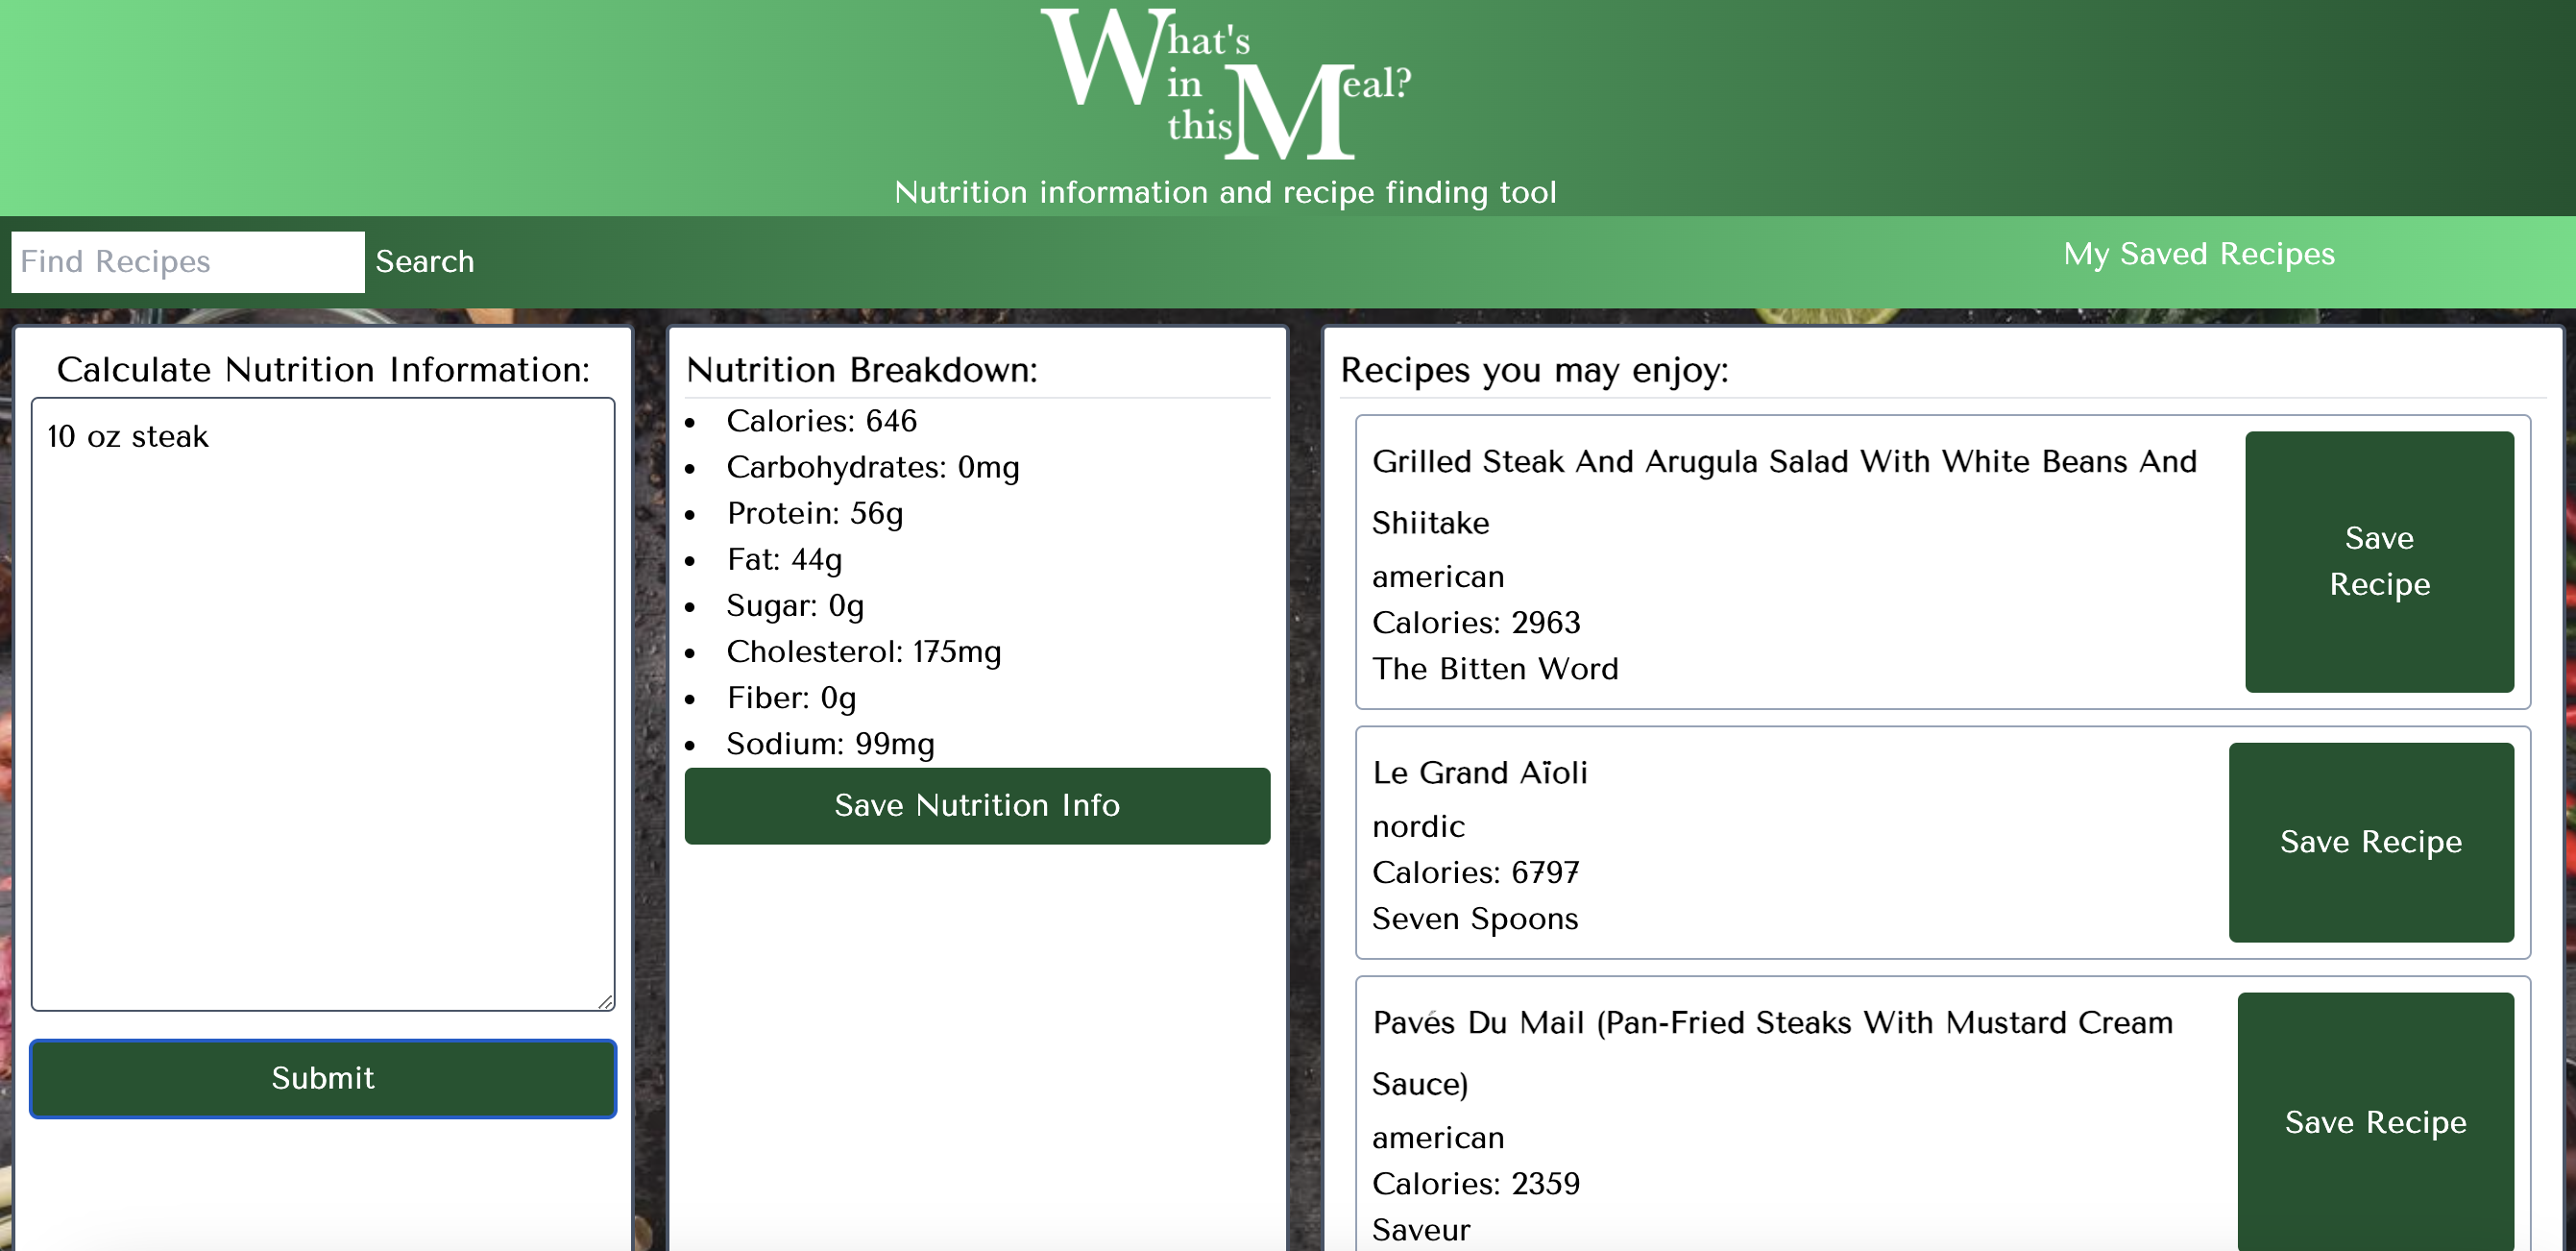 What's
in
this Meal?
Nutrition information and recipe finding tool
Find Recipes
Search
My Saved Recipes
Calculate Nutrition Information:
10 oz steak
Submit
Nutrition Breakdown:
Calories: 646
Carbohydrates: 0mg
Protein: 56g
Fat: 44g
Sugar: 0g
Cholesterol: 175mg
Fiber: 0g
Sodium: 99mg
Save Nutrition Info
Recipes you may enjoy:
Grilled Steak And Arugula Salad With White Beans And
Shiitake
american
Calories: 2963
The Bitten Word
Save
Recipe
Le Grand Aïoli
nordic
Calories: 6797
Seven Spoons
Save Recipe
Pavés Du Mail (Pan-Fried Steaks With Mustard Cream
Sauce)
american
Calories: 2359
Saveur
Save Recipe